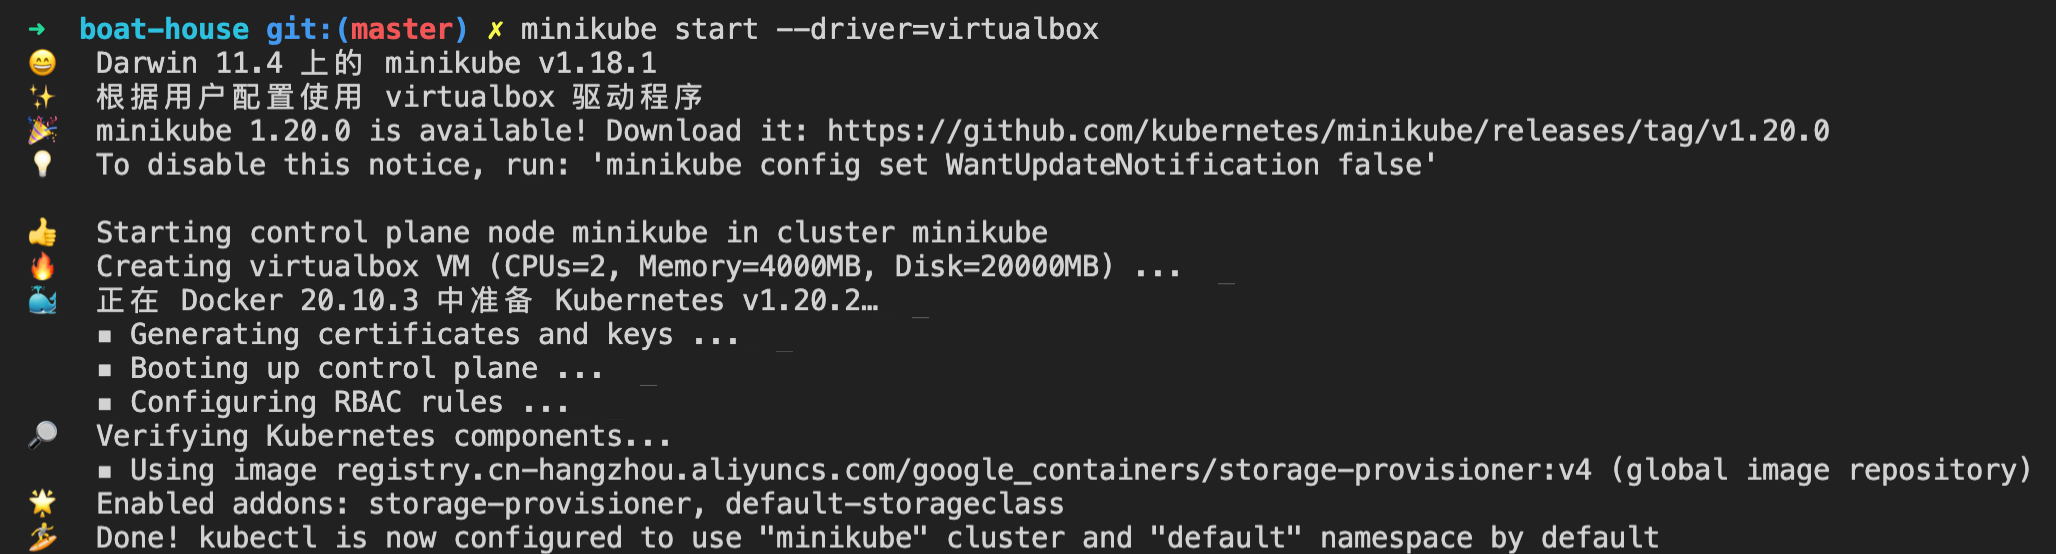 ➜  boat-house git:(master) ✗ minikube start --driver=virtualbox
😄  Darwin 11.4 上的 minikube v1.18.1
✨  根据用户配置使用 virtualbox 驱动程序
🎉  minikube 1.20.0 is available! Download it: https://github.com/kubernetes/minikube/releases/tag/v1.20.0
💡  To disable this notice, run: 'minikube config set WantUpdateNotification false'
👍  Starting control plane node minikube in cluster minikube
🔥  Creating virtualbox VM (CPUs=2, Memory=4000MB, Disk=20000MB) ...
🐳  正在 Docker 20.10.3 中准备 Kubernetes v1.20.2…
▪ Generating certificates and keys ...
▪ Booting up control plane ...
▪ Configuring RBAC rules ...
🔎  Verifying Kubernetes components...
▪ Using image registry.cn-hangzhou.aliyuncs.com/google_containers/storage-provisioner:v4 (global image repository)
🌟  Enabled addons: storage-provisioner, default-storageclass
🏄  Done! kubectl is now configured to use "minikube" cluster and "default" namespace by default